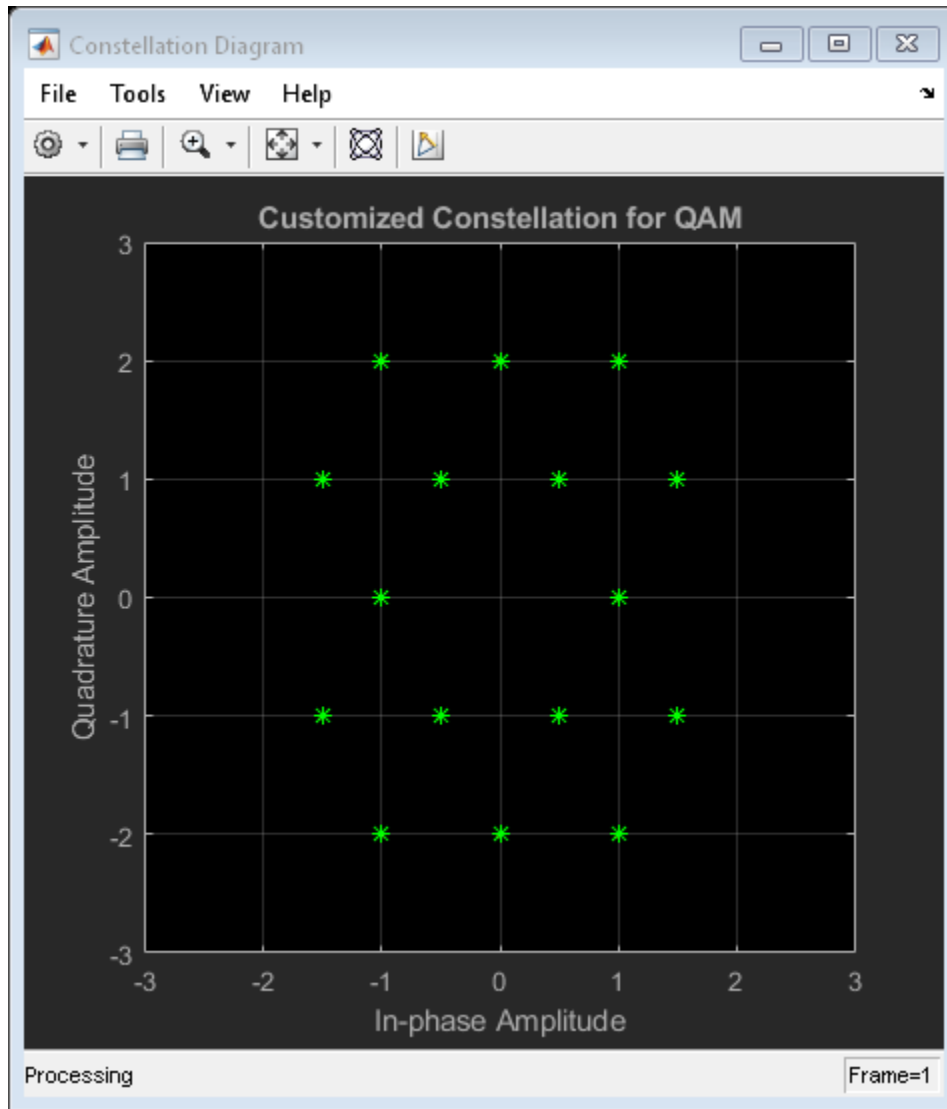 Constellation Diagram
File Tools View Help
Customized Constellation for QAM
3
2
1
0
-1
-2
-3
Quadrature Amplitude
-3 -2 -1 0 1 2 3
In-phase Amplitude
Processing Frame=1